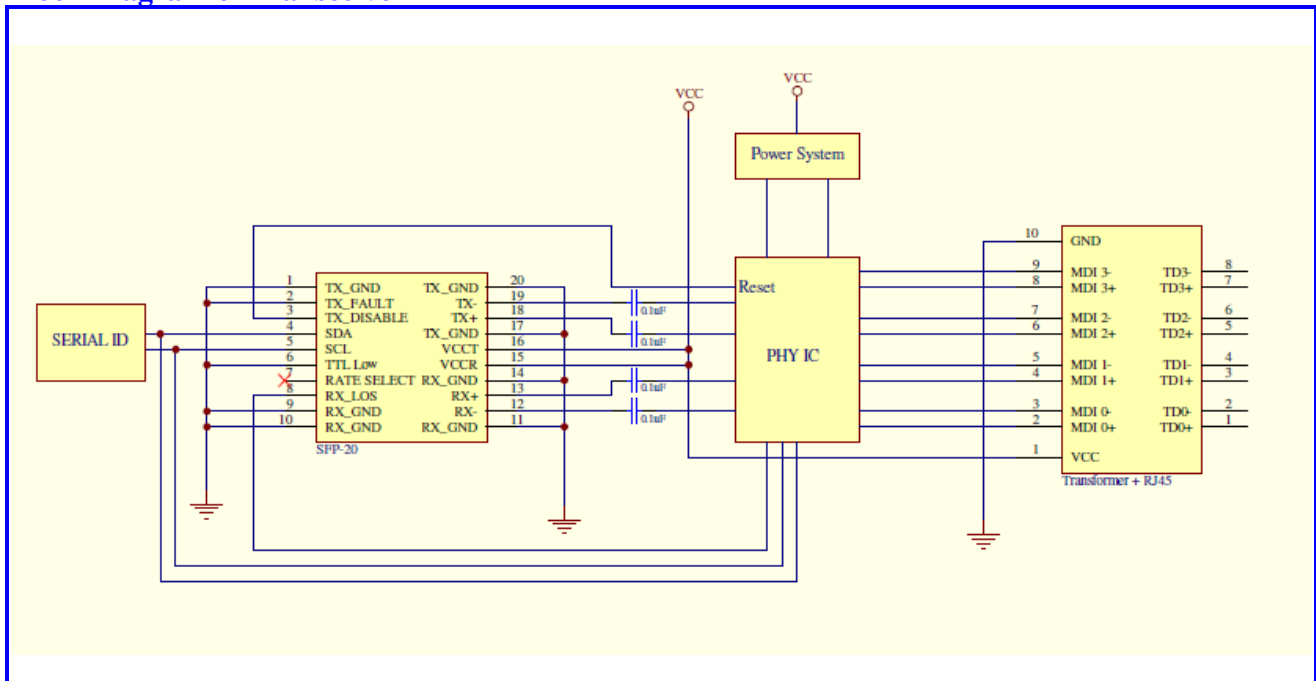 VCC
VCC
Power System
SERIAL ID
1 TX_GND TX_GND 20
2 TX_FAULT TX- 19
3 TX_DISABLE TX+ 18
4 SDA TX_GND 17
5 SCL VCCT 16
6 TTL Low VCCR 15
7 RATE SELECT RX_GND 14
8 RX_LOS RX+ 13
9 RX_GND RX- 12
10 RX_GND RX_GND 11
SFP-20
0.1uF
0.1uF
0.1uF
0.1uF
Reset
PHY IC
10 GND
9 MDI 3- TD3- 8
8 MDI 3+ TD3+ 7
7 MDI 2- TD2- 6
6 MDI 2+ TD2+ 5
5 MDI 1- TD1- 4
4 MDI 1+ TD1+ 3
3 MDI 0- TD0- 2
2 MDI 0+ TD0+ 1
1 VCC
Transformer + RJ45